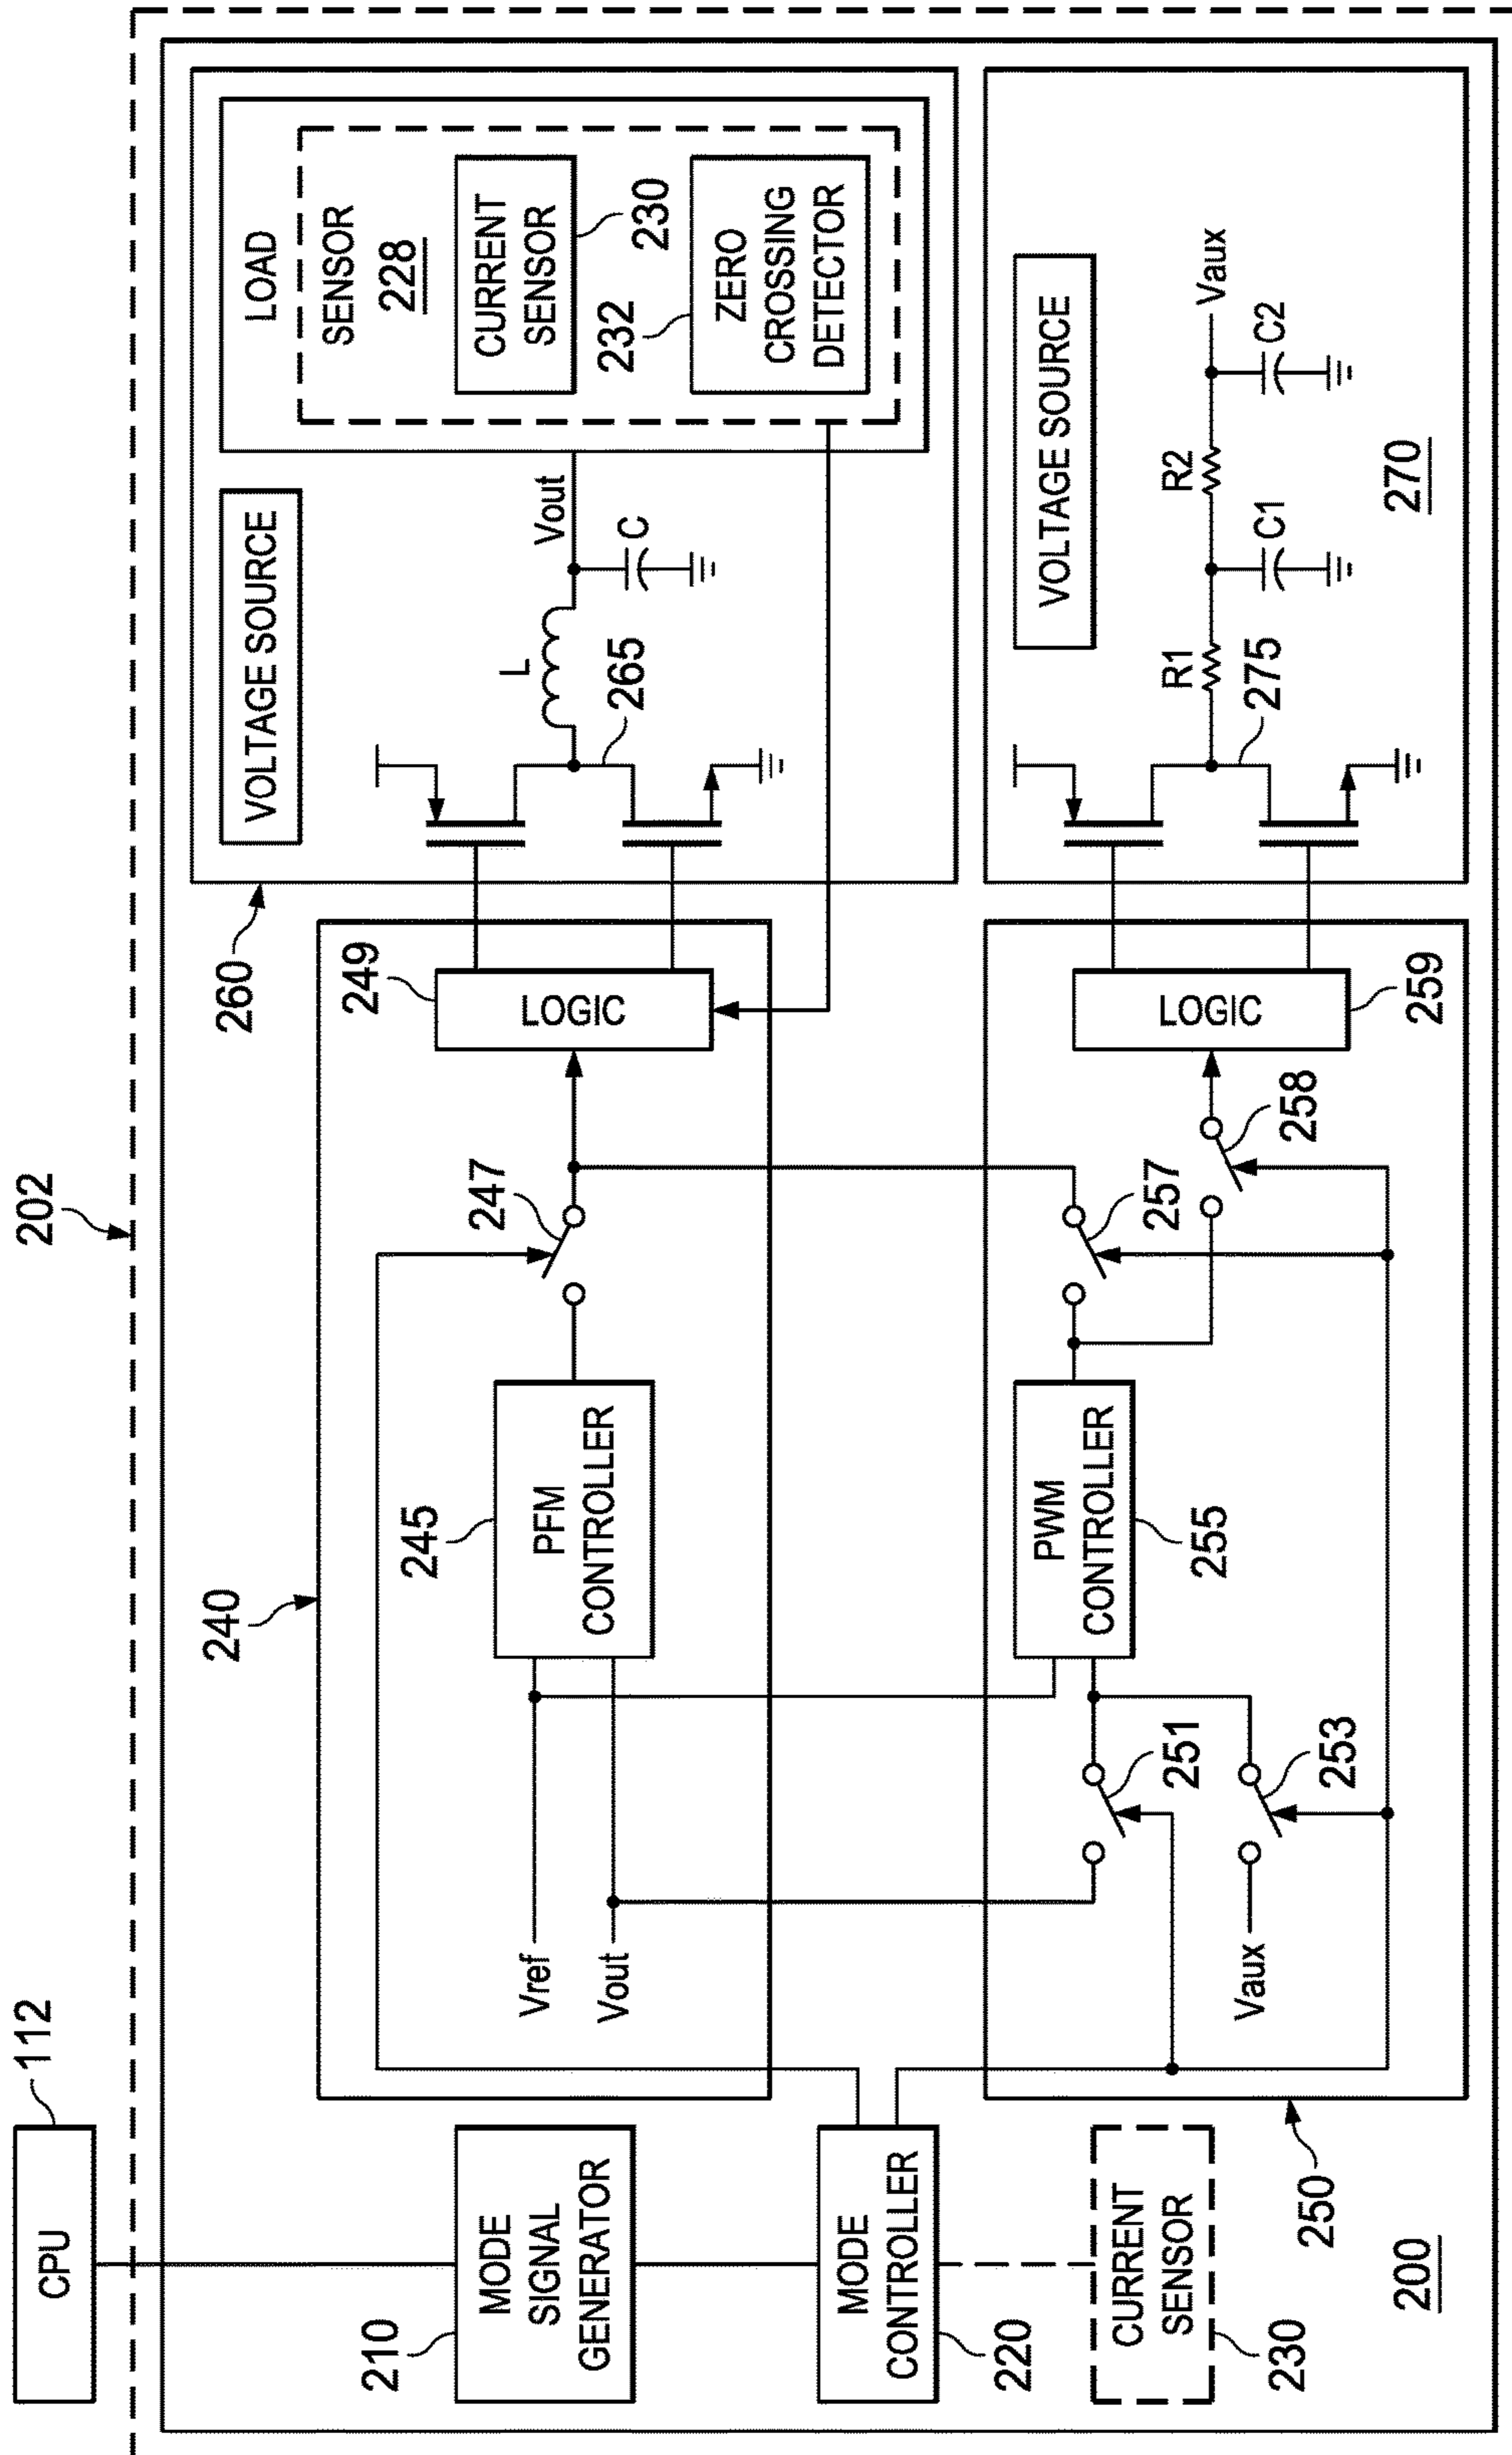 CPU
112
202
MODE
SIGNAL
GENERATOR
210
MODE
CONTROLLER
220
CURRENT
SENSOR
230
200
240
Vref
Vout
PFM
CONTROLLER
245
247
LOGIC
249
250
251
253
Vaux
PWM
CONTROLLER
255
257
258
LOGIC
259
260
VOLTAGE SOURCE
L
265
Vout
C
LOAD
SENSOR
228
CURRENT
SENSOR
230
232
ZERO
CROSSING
DETECTOR
VOLTAGE SOURCE
R1
275
C1
R2
C2
Vaux
270